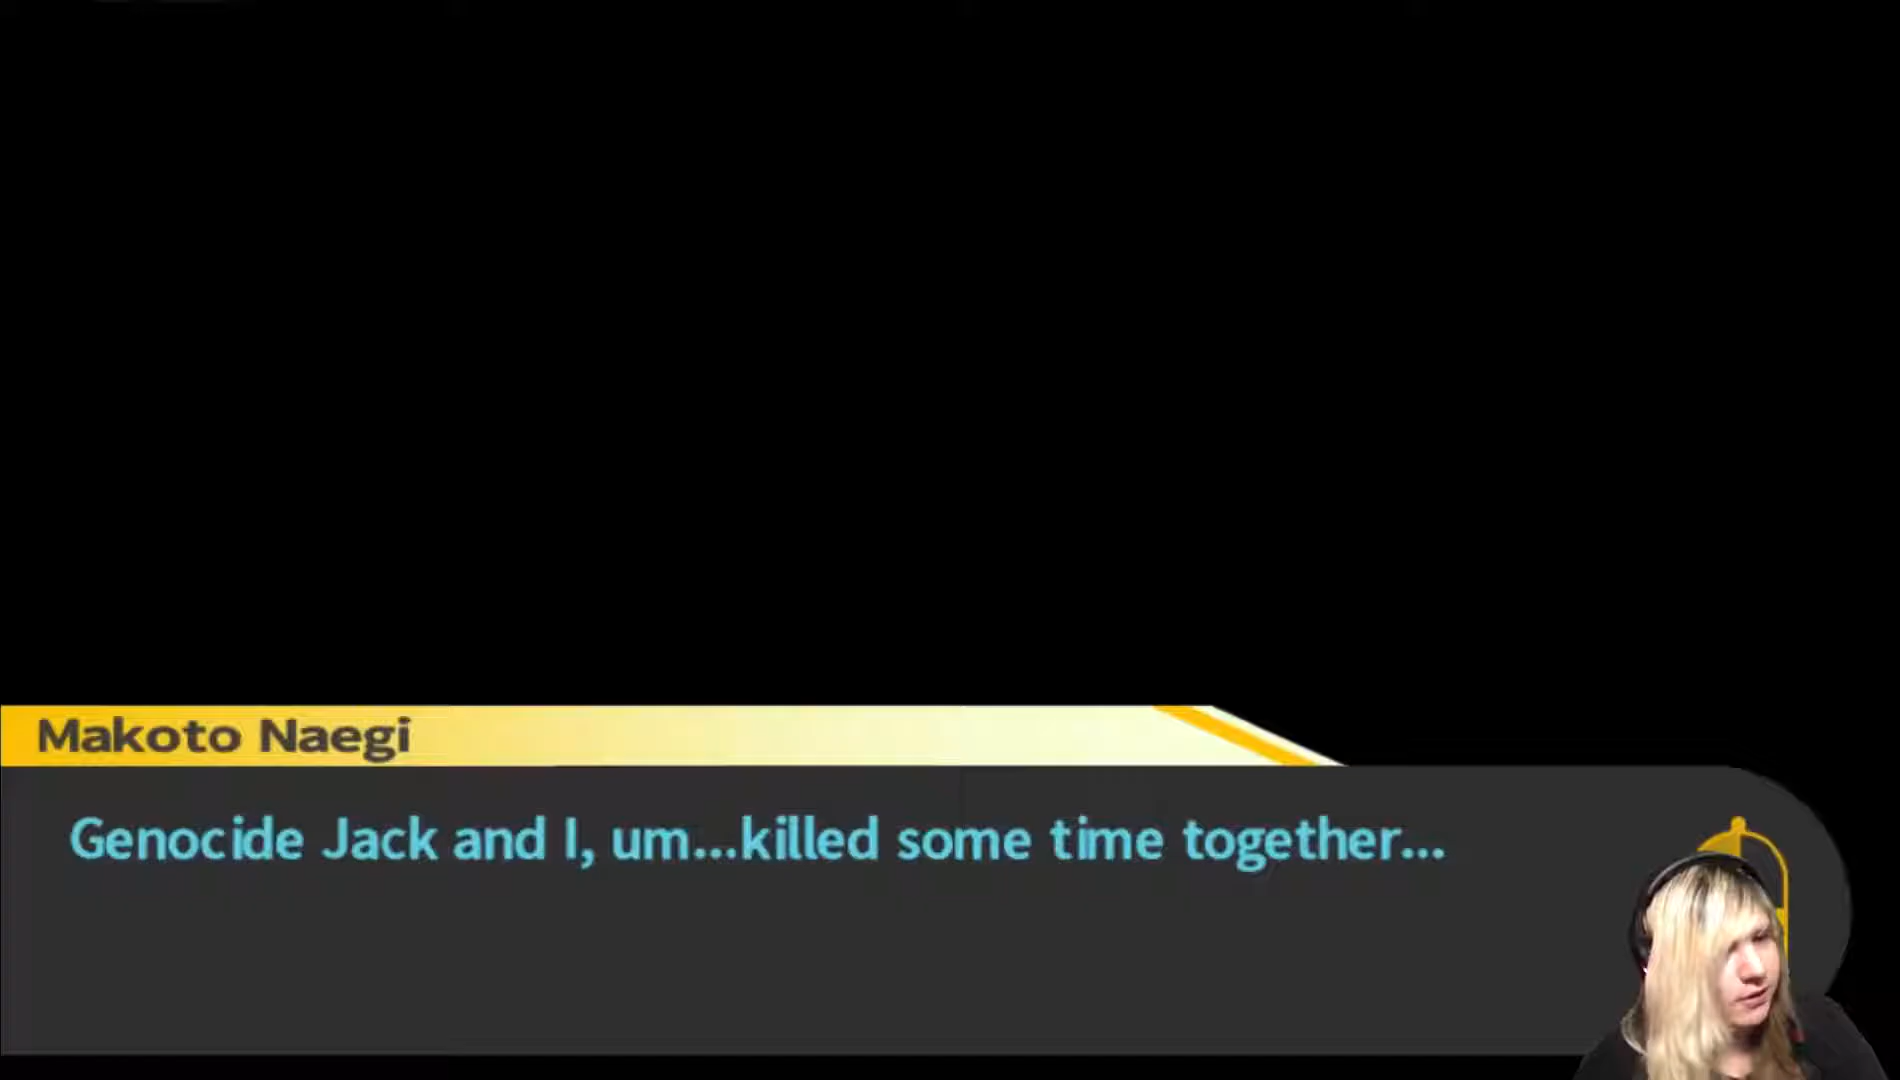 Makoto Naegi
Genocide Jack and I, um...killed some time together...